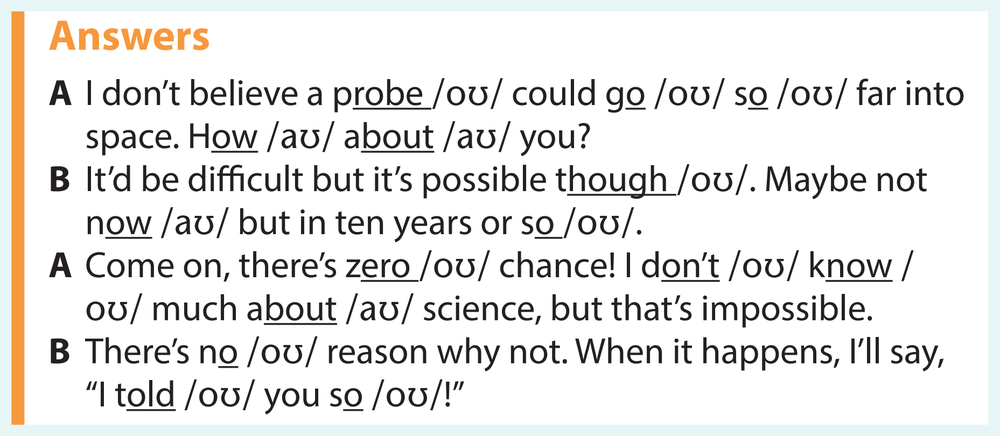 Answers
A I don’t believe a probe /oʊ/ could go /oʊ/ so /oʊ/ far into
space. How /aʊ/ about /aʊ/ you?
B It’d be difficult but it’s possible though /oʊ/. Maybe not
now /aʊ/ but in ten years or so /oʊ/.
A Come on, there’s zero /oʊ/ chance! I don’t /oʊ/ know /
oʊ/ much about /aʊ/ science, but that’s impossible.
B There’s no /oʊ/ reason why not. When it happens, I’ll say,
“I told /oʊ/ you so /oʊ/!”